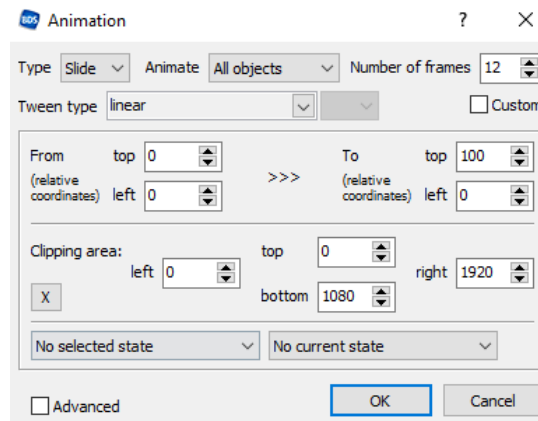 BDS Animation ? X
Type Slide Animate All objects Number of frames 12
Tween type linear Custom
From top 0 >>> To top 100
(relative coordinates) left 0 (relative coordinates) left 0
Clipping area: left 0 top 0 right 1920
X bottom 1080
No selected state No current state
Advanced OK Cancel